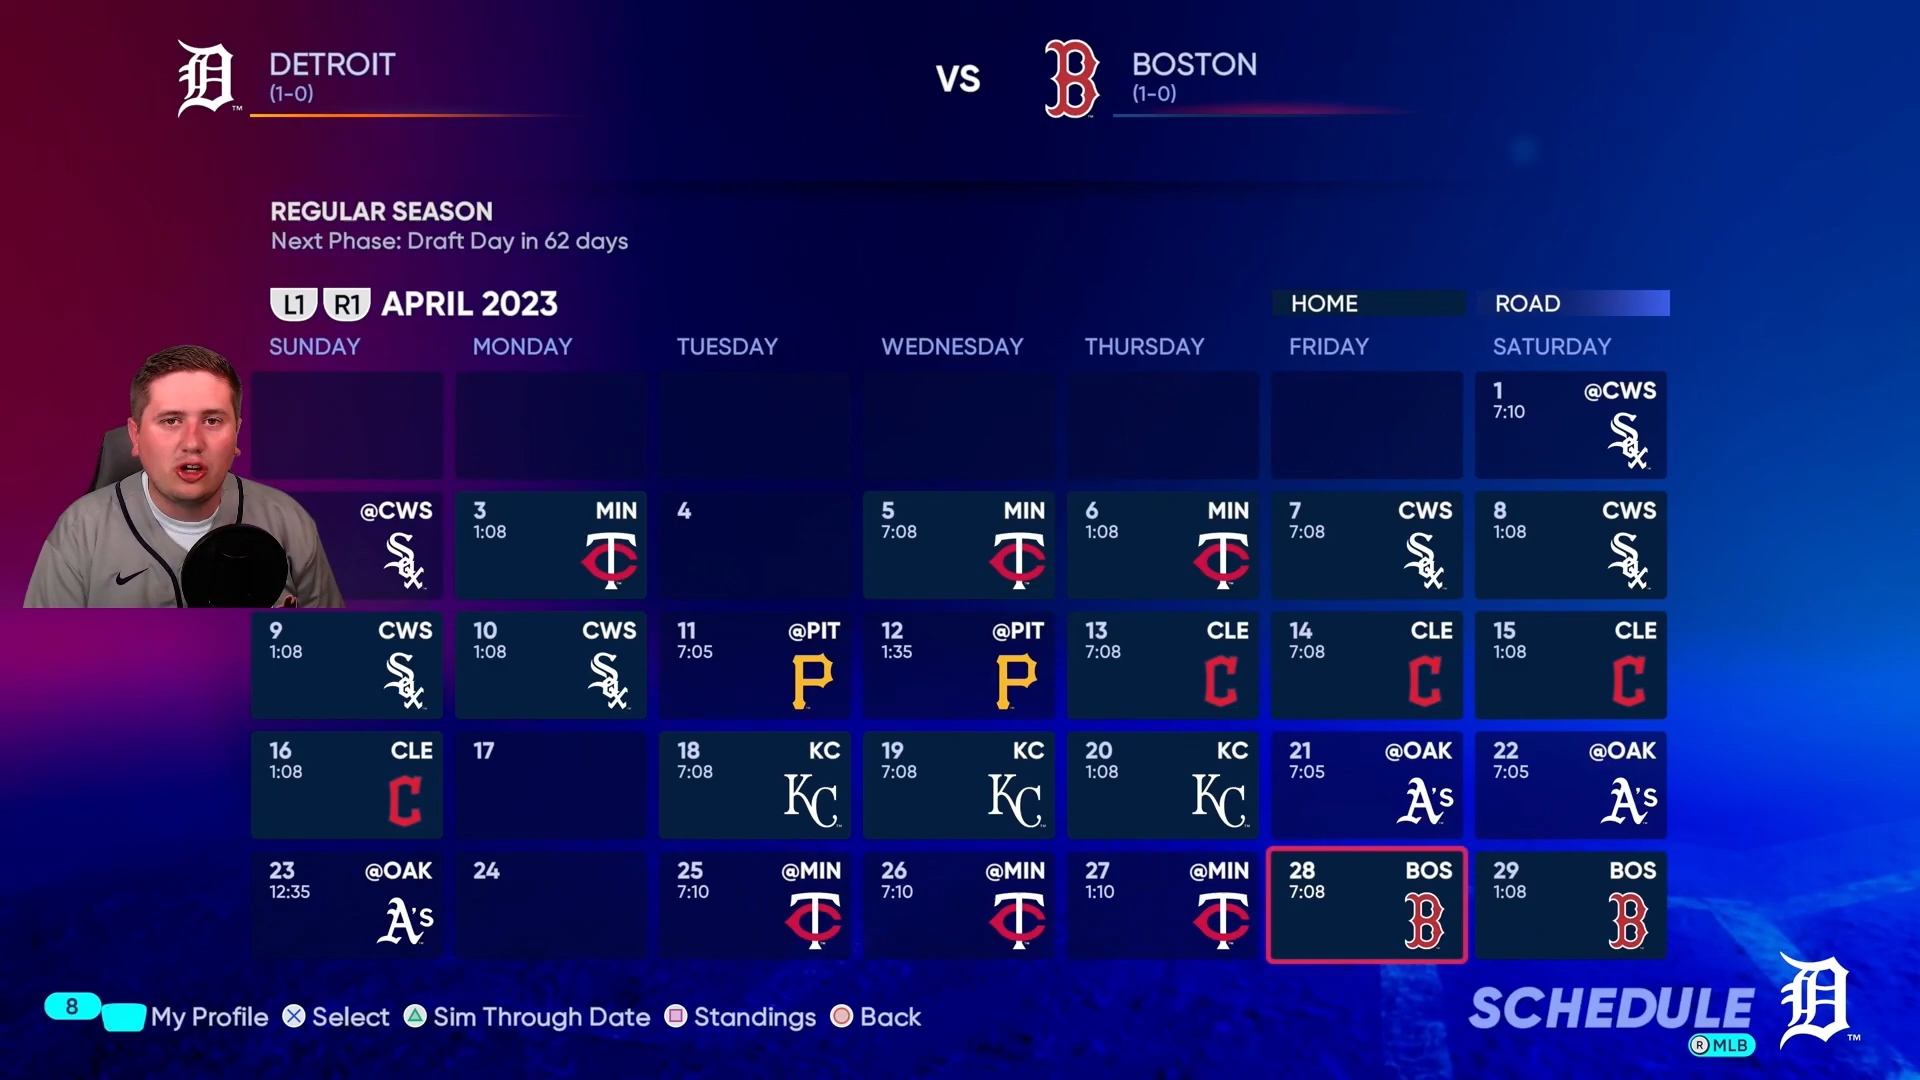 DETROIT
(1-0)
VS
BOSTON
(1-0)
REGULAR SEASON
Next Phase: Draft Day in 62 days
L1 R1 APRIL 2023
HOME ROAD
SUNDAY MONDAY TUESDAY WEDNESDAY THURSDAY FRIDAY SATURDAY
1 @CWS
7:10
@CWS 3 MIN 4 5 MIN 6 MIN 7 CWS 8 CWS
1:08 7:08 1:08 7:08 1:08
9 CWS 10 CWS 11 @PIT 12 @PIT 13 CLE 14 CLE 15 CLE
1:08 1:08 7:05 1:35 7:08 7:08 1:08
16 CLE 17 18 KC 19 KC 20 KC 21 @OAK 22 @OAK
1:08 7:08 7:08 1:08 7:05 7:05
23 @OAK 24 25 @MIN 26 @MIN 27 @MIN 28 BOS 29 BOS
12:35 7:10 7:10 1:10 7:08 1:08
8 My Profile Select Sim Through Date Standings Back
SCHEDULE
R MLB